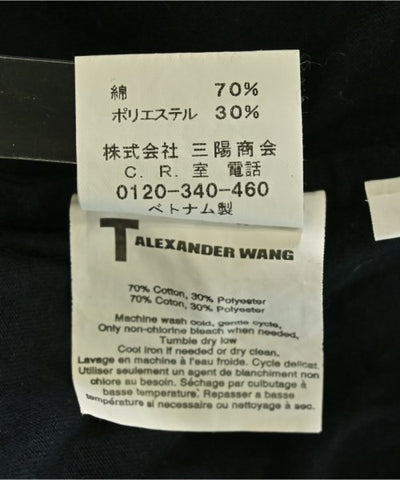 綿 70%
ポリエステル 30%
株式会社 三陽商会
C. R. 室 電話
0120-340-460
ベトナム製
T ALEXANDER WANG
70% Cotton, 30% Polyester
70% Coton, 30% Polyester
Machine wash cold, gentle cycle,
Only non-chlorine bleach when needed,
Tumble dry low
Cool iron if needed or dry clean.
Lavage en machine à l'eau froide. Cycle delicat.
Utiliser seulement un agent de blanchiment non
chlore au besoin. Séchage par culbutage à
basse temperature. Repasser a basse
température si necessaire ou nettoyage à sec.